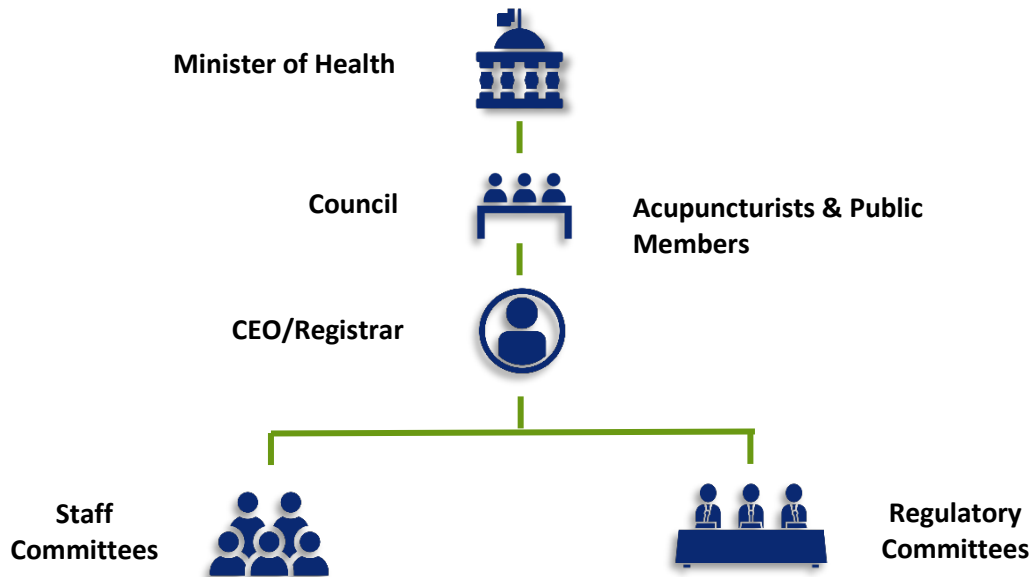 Minister of Health
Council
Acupuncturists & Public
Members
CEO/Registrar
Staff
Committees
Regulatory
Committees